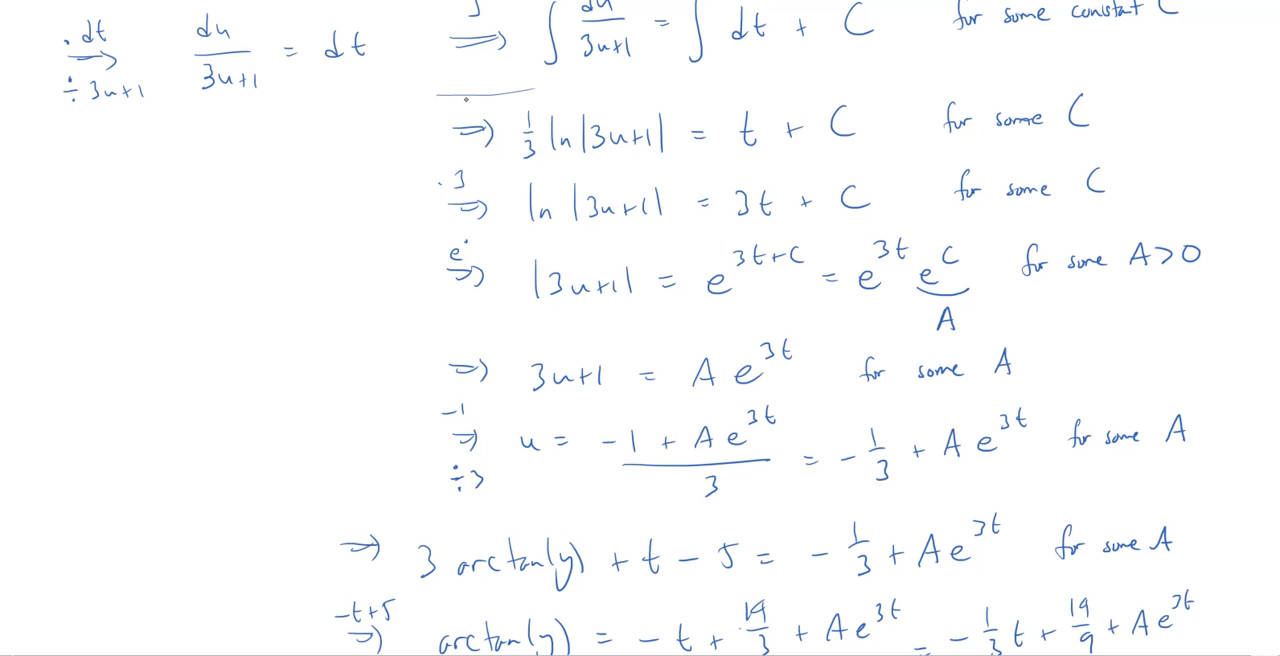 · dt ⟹ ÷ 3u+1 du/(3u+1) = dt ⟹ ∫ du/(3u+1) = ∫ dt + C for some constat C
⟹ 1/3 ln|3u+1| = t + C for some C
· 3 ⟹ ln |3u+1| = 3t + C for some C
e^· ⟹ |3u+1| = e^(3t+C) = e^(3t) e^C for some A>0
A
⟹ 3u+1 = A e^(3t) for some A
-1 ⟹ ÷3 u = (-1 + A e^(3t))/3 = -1/3 + A e^(3t) for some A
⟹ 3 arctan(y) + t - 5 = -1/3 + A e^(3t) for some A
-t+5 ⟹ arctan(y) = -t + 14/3 + A e^(3t) = -1/3 t + 19/9 + A e^(3t)